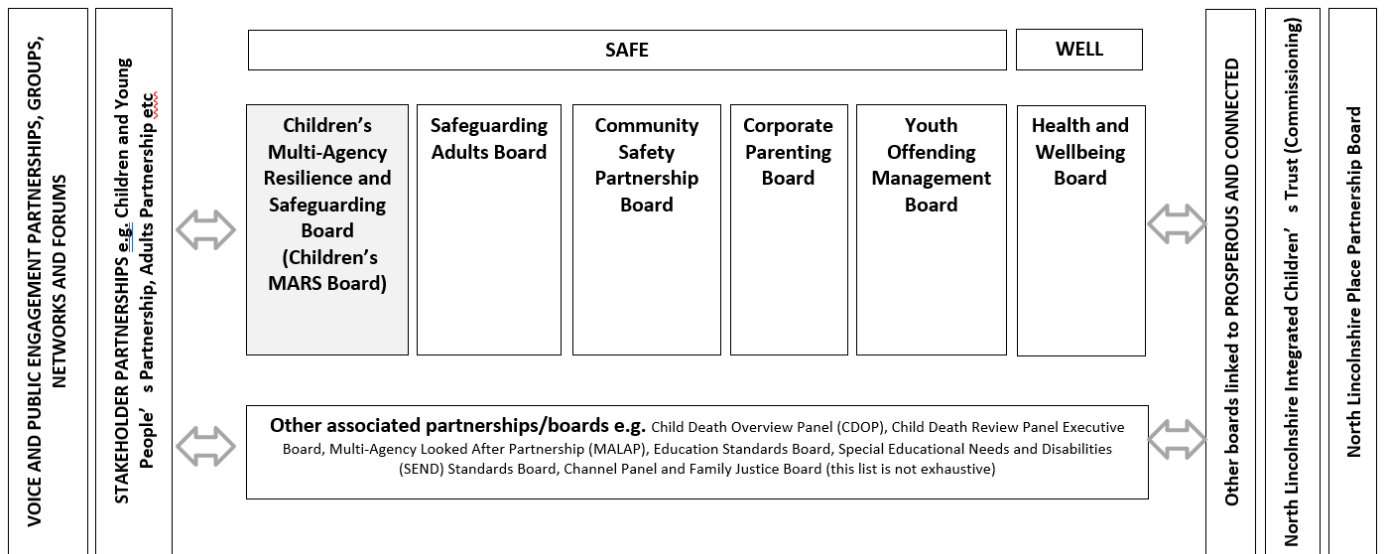 VOICE AND PUBLIC ENGAGEMENT PARTNERSHIPS, GROUPS,
NETWORKS AND FORUMS
STAKEHOLDER PARTNERSHIPS e.g. Children and Young
People’ s Partnership, Adults Partnership etc
SAFE
WELL
Children’s
Multi-Agency
Resilience and
Safeguarding
Board
(Children’s
MARS Board)
Safeguarding
Adults Board
Community
Safety
Partnership
Board
Corporate
Parenting
Board
Youth
Offending
Management
Board
Health and
Wellbeing
Board
Other associated partnerships/boards e.g. Child Death Overview Panel (CDOP), Child Death Review Panel Executive
Board, Multi-Agency Looked After Partnership (MALAP), Education Standards Board, Special Educational Needs and Disabilities
(SEND) Standards Board, Channel Panel and Family Justice Board (this list is not exhaustive)
Other boards linked to PROSPEROUS AND CONNECTED
North Lincolnshire Integrated Children’ s Trust (Commissioning)
North Lincolnshire Place Partnership Board